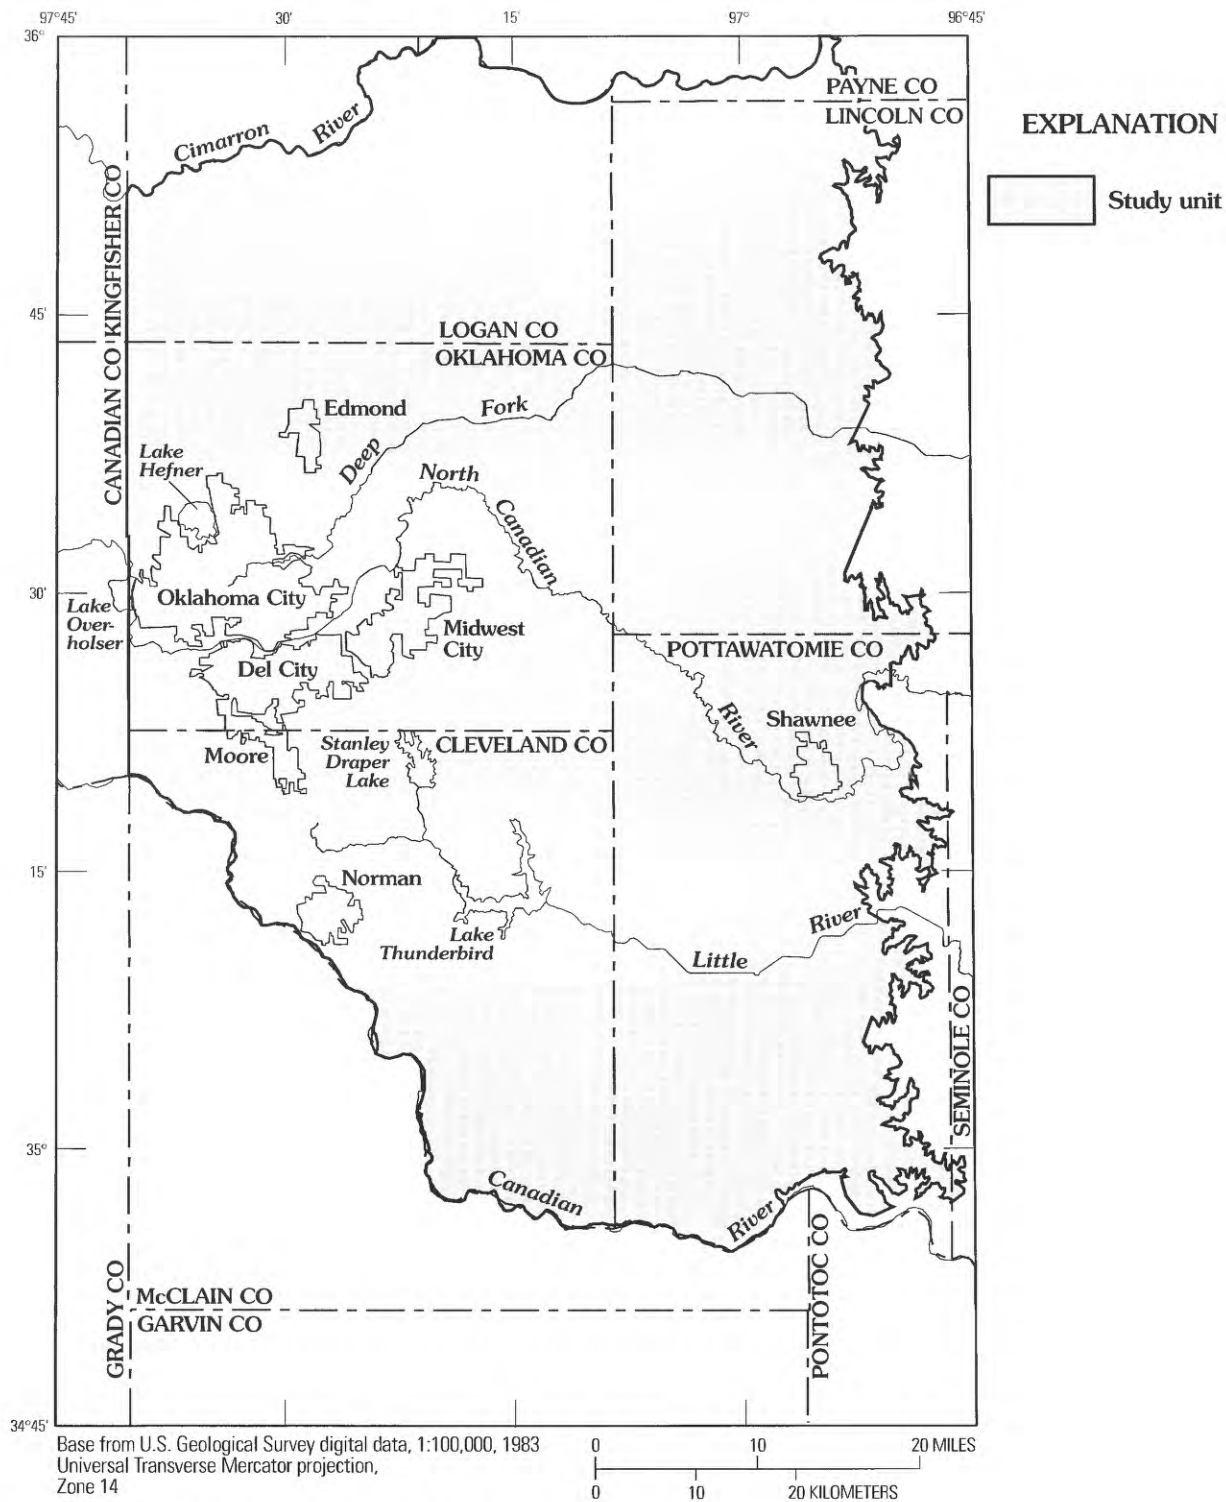 97°45'
30'
15'
97°
96°45'
36°
PAYNE CO
LINCOLN CO
EXPLANATION
Study unit
Cimarron
River
CANADIAN CO
KINGFISHER CO
45'
LOGAN CO
OKLAHOMA CO
Edmond
Deep
Fork
Lake
Hefner
North
Canadian
River
30'
Oklahoma City
Lake
Over-
holser
Midwest
City
Del City
POTTAWATOMIE CO
Shawnee
Moore
Stanley
Draper
Lake
CLEVELAND CO
15'
Norman
Lake
Thunderbird
Little
River
SEMINOLE CO
35°
Canadian
River
GRADY CO
McCLAIN CO
GARVIN CO
PONTOTOC CO
34°45'
Base from U.S. Geological Survey digital data, 1:100,000, 1983
Universal Transverse Mercator projection,
Zone 14
0 10 20 MILES
0 10 20 KILOMETERS